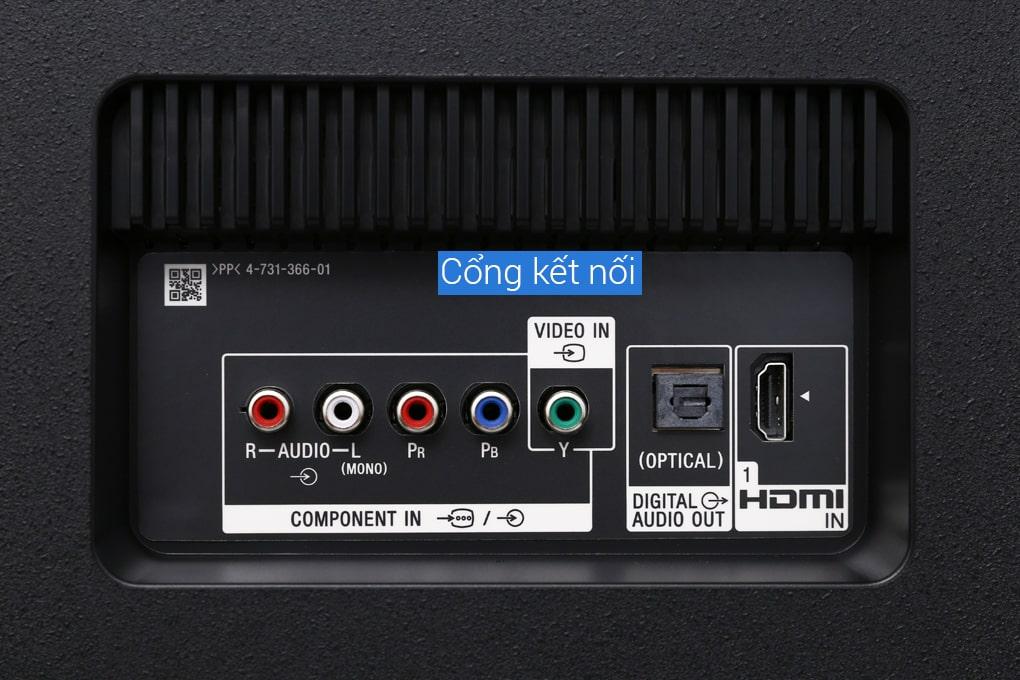 >PP< 4-731-366-01
Cổng kết nối
VIDEO IN
R—AUDIO—L
(MONO)
PR
PB
Y
COMPONENT IN /
(OPTICAL)
DIGITAL
AUDIO OUT
1
HDMI
IN